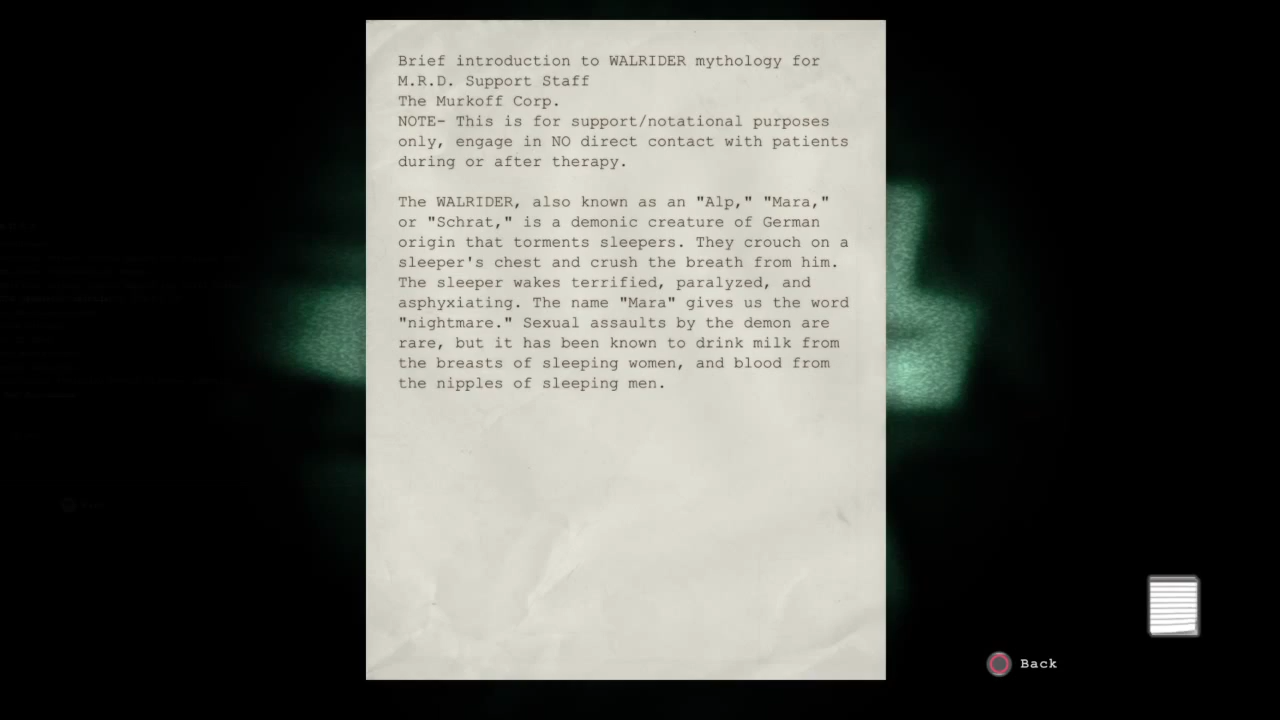 Brief introduction to WALRIDER mythology for
M.R.D. Support Staff
The Murkoff Corp.
NOTE- This is for support/notational purposes
only, engage in NO direct contact with patients
during or after therapy.
The WALRIDER, also known as an "Alp," "Mara,"
or "Schrat," is a demonic creature of German
origin that torments sleepers. They crouch on a
sleeper's chest and crush the breath from him.
The sleeper wakes terrified, paralyzed, and
asphyxiating. The name "Mara" gives us the word
"nightmare." Sexual assaults by the demon are
rare, but it has been known to drink milk from
the breasts of sleeping women, and blood from
the nipples of sleeping men.
Back